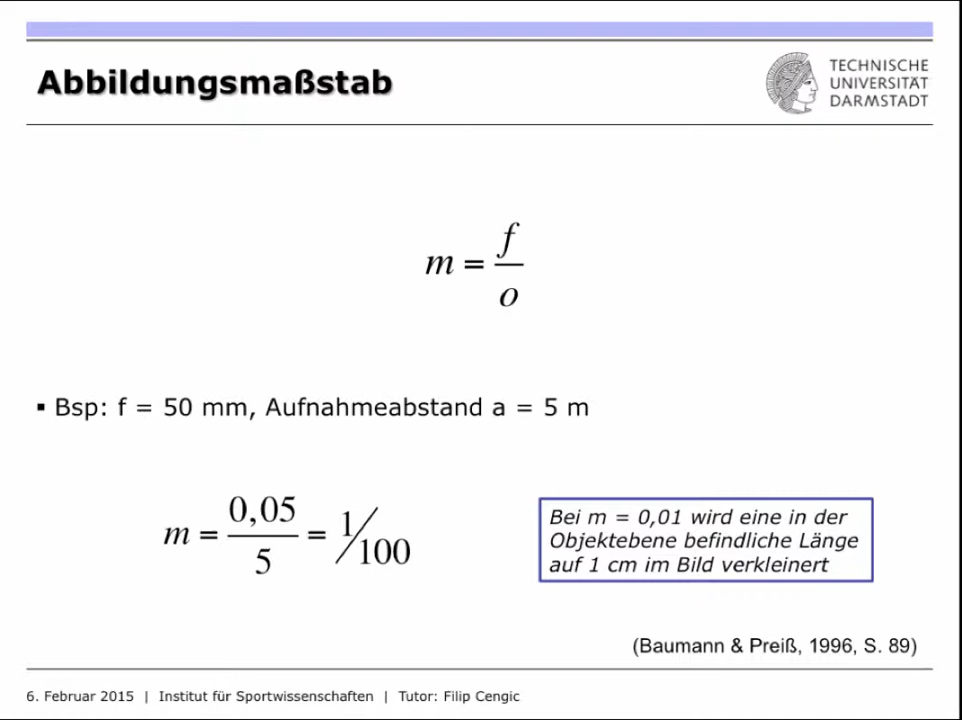 Abbildungsmaßstab
TECHNISCHE
UNIVERSITÄT
DARMSTADT
m = f/o
▪ Bsp: f = 50 mm, Aufnahmeabstand a = 5 m
m = 0,05/5 = 1/100
Bei m = 0,01 wird eine in der
Objektebene befindliche Länge
auf 1 cm im Bild verkleinert
(Baumann & Preiß, 1996, S. 89)
6. Februar 2015 | Institut für Sportwissenschaften | Tutor: Filip Cengic